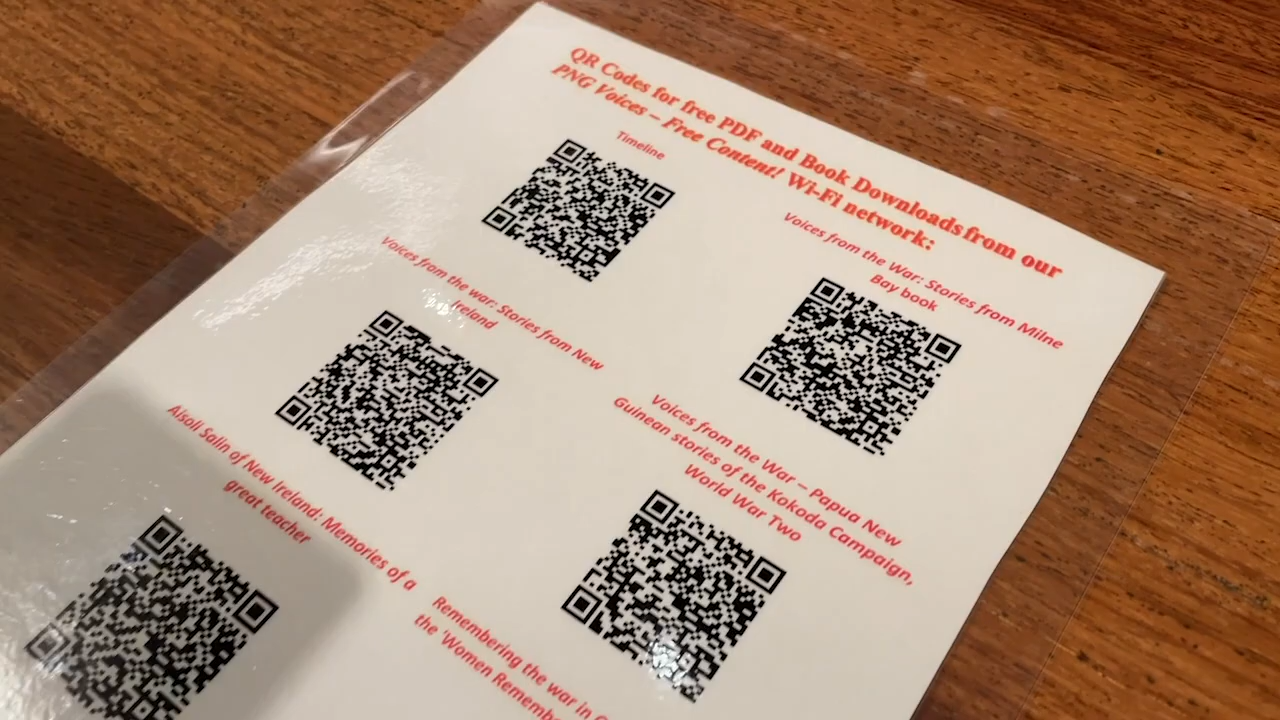 QR Codes for free PDF and Book Downloads from our
PNG Voices – Free Content! Wi-Fi network:
Timeline
Voices from the War: Stories from Milne
Bay book
Voices from the war: Stories from New
Ireland
Voices from the War – Papua New
Guinean stories of the Kokoda Campaign,
World War Two
Aisoli Salin of New Ireland: Memories of a
great teacher
Remembering the war in
the 'Women